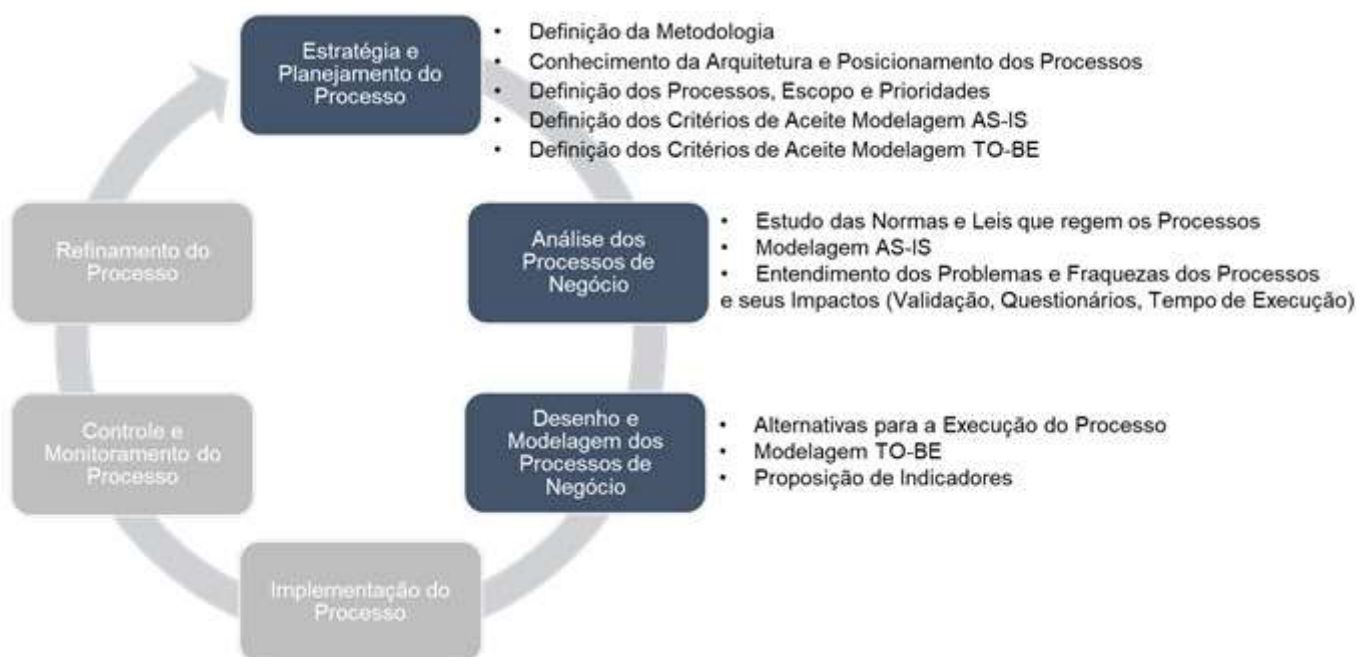 Estratégia e
Planejamento do
Processo
• Definição da Metodologia
• Conhecimento da Arquitetura e Posicionamento dos Processos
• Definição dos Processos, Escopo e Prioridades
• Definição dos Critérios de Aceite Modelagem AS-IS
• Definição dos Critérios de Aceite Modelagem TO-BE
Análise dos
Processos de
Negócio
• Estudo das Normas e Leis que regem os Processos
• Modelagem AS-IS
• Entendimento dos Problemas e Fraquezas dos Processos
e seus Impactos (Validação, Questionários, Tempo de Execução)
Desenho e
Modelagem dos
Processos de
Negócio
• Alternativas para a Execução do Processo
• Modelagem TO-BE
• Proposição de Indicadores
Implementação do
Processo
Controle e
Monitoramento do
Processo
Refinamento do
Processo